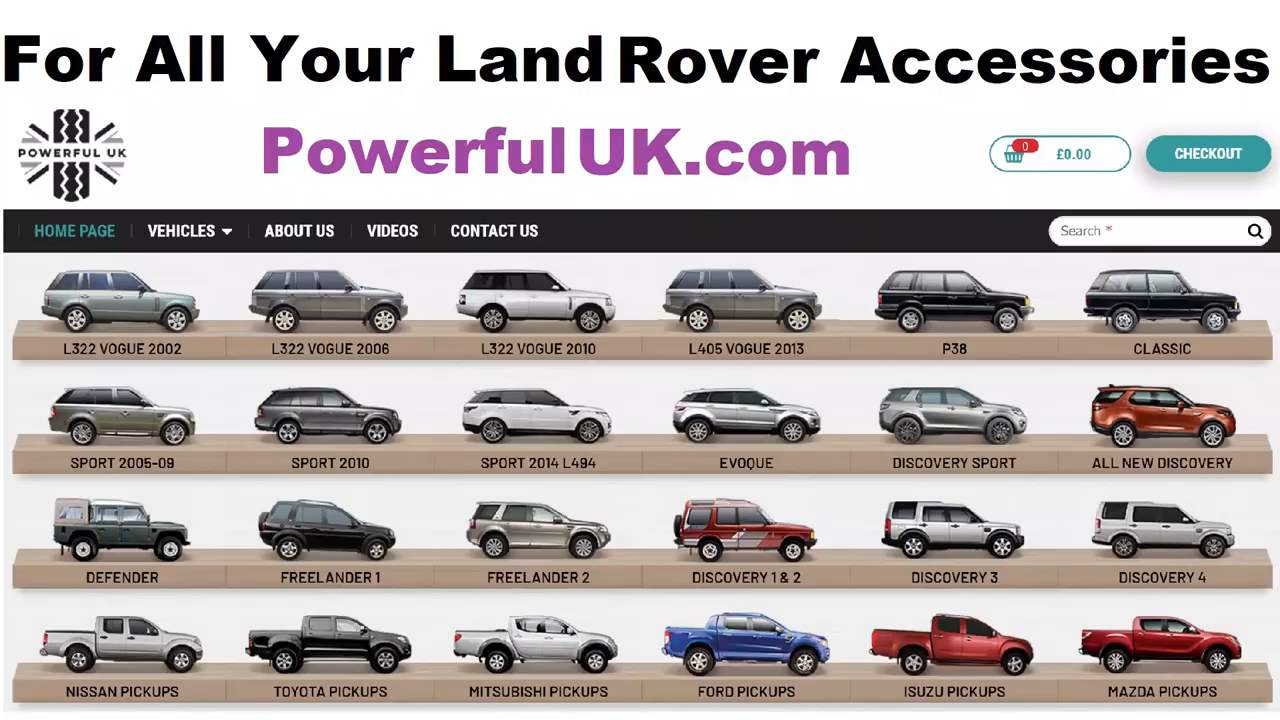 For All Your Land Rover Accessories
POWERFUL UK
PowerfulUK.com
0
£0.00
CHECKOUT
HOME PAGE
VEHICLES
ABOUT US
VIDEOS
CONTACT US
Search *
L322 VOGUE 2002
L322 VOGUE 2006
L322 VOGUE 2010
L405 VOGUE 2013
P38
CLASSIC
SPORT 2005-09
SPORT 2010
SPORT 2014 L494
EVOQUE
DISCOVERY SPORT
ALL NEW DISCOVERY
DEFENDER
FREELANDER 1
FREELANDER 2
DISCOVERY 1 & 2
DISCOVERY 3
DISCOVERY 4
NISSAN PICKUPS
TOYOTA PICKUPS
MITSUBISHI PICKUPS
FORD PICKUPS
ISUZU PICKUPS
MAZDA PICKUPS